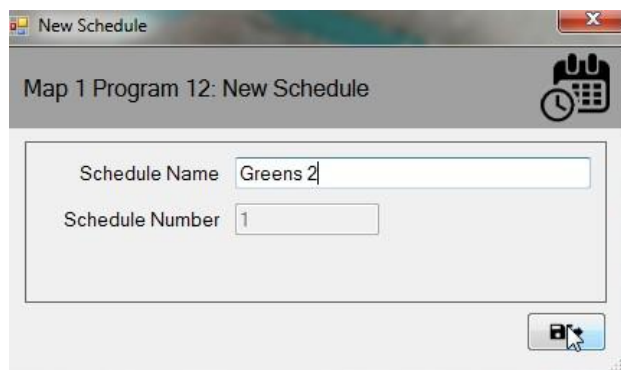 New Schedule
Map 1 Program 12: New Schedule
Schedule Name Greens 2
Schedule Number 1